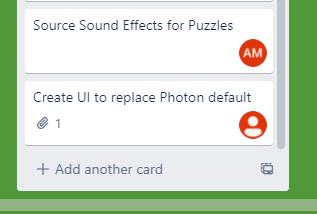 Source Sound Effects for Puzzles
AM
Create UI to replace Photon default
1
+ Add another card